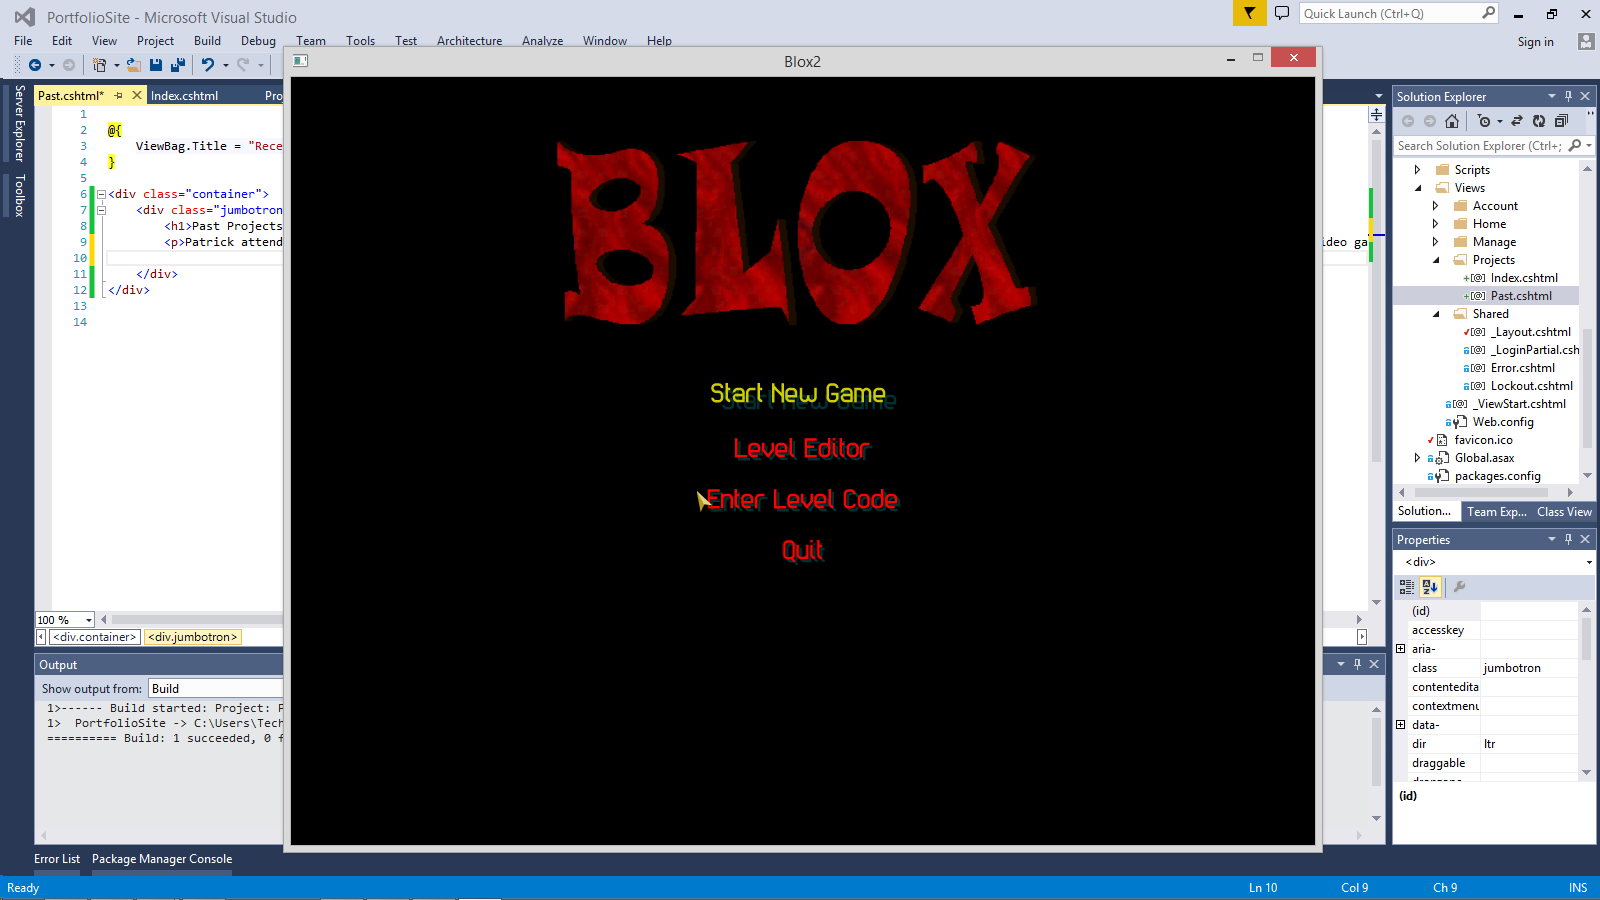 PortfolioSite - Microsoft Visual Studio
Quick Launch (Ctrl+Q)
File Edit View Project Build Debug Team Tools Test Architecture Analyze Window Help
Sign in
Blox2
Server Explorer
Toolbox
Past.cshtml*
Index.cshtml
1
2 @{
3 ViewBag.Title = "Rece
4 }
5
6 <div class="container">
7 <div class="jumbotron
8 <h1>Past Projects
9 <p>Patrick attend
ideo ga
10
11 </div>
12 </div>
13
14
BLOX
Start New Game
Level Editor
Enter Level Code
Quit
100 %
<div.container> <div.jumbotron>
Output
Show output from: Build
1>------ Build started: Project: P
1> PortfolioSite -> C:\Users\Tech
========== Build: 1 succeeded, 0 f
Error List Package Manager Console
Ready
Ln 10 Col 9 Ch 9 INS
Solution Explorer
Search Solution Explorer (Ctrl+;
Scripts
Views
Account
Home
Manage
Projects
Index.cshtml
Past.cshtml
Shared
_Layout.cshtml
_LoginPartial.csh
Error.cshtml
Lockout.cshtml
_ViewStart.cshtml
Web.config
favicon.ico
Global.asax
packages.config
Solution... Team Exp... Class View
Properties
<div>
(id)
accesskey
aria-
class jumbotron
contentedita
contextmenu
data-
dir ltr
draggable
(id)